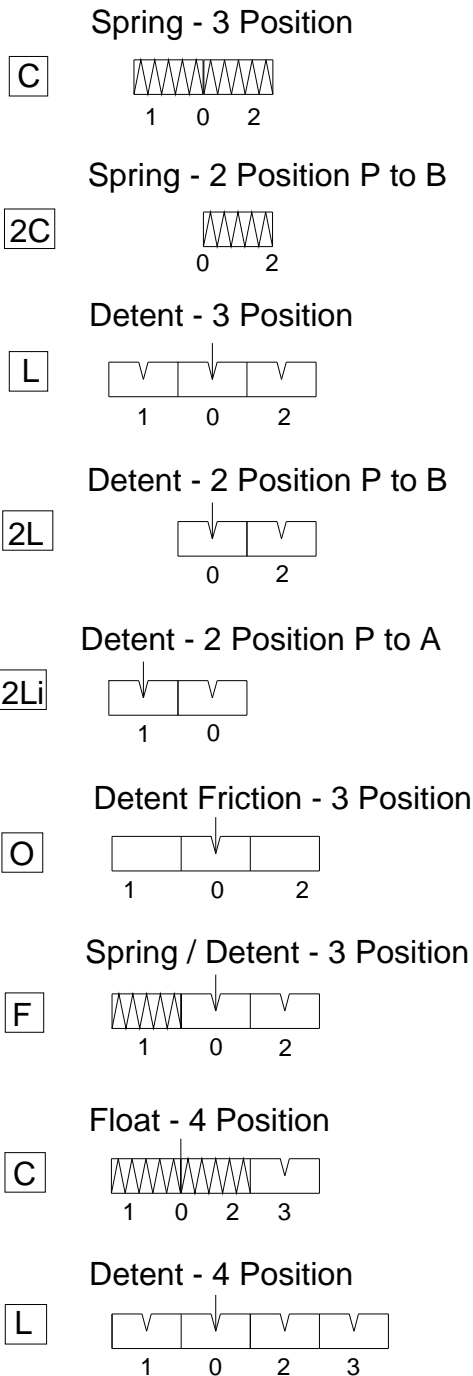 Spring - 3 Position
C
1 0 2
Spring - 2 Position P to B
2C
0 2
Detent - 3 Position
L
1 0 2
Detent - 2 Position P to B
2L
0 2
Detent - 2 Position P to A
2Li
1 0
Detent Friction - 3 Position
O
1 0 2
Spring / Detent - 3 Position
F
1 0 2
Float - 4 Position
C
1 0 2 3
Detent - 4 Position
L
1 0 2 3